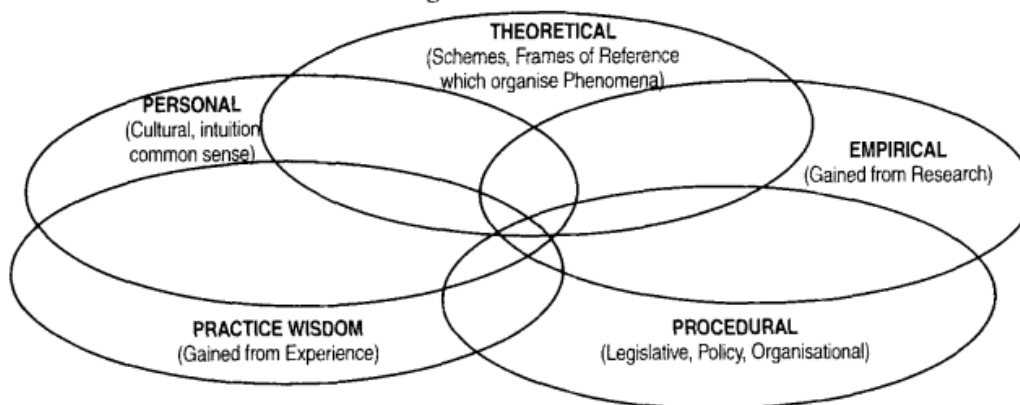 THEORETICAL
(Schemes, Frames of Reference
which organise Phenomena)
PERSONAL
(Cultural, intuition
common sense)
EMPIRICAL
(Gained from Research)
PRACTICE WISDOM
(Gained from Experience)
PROCEDURAL
(Legislative, Policy, Organisational)